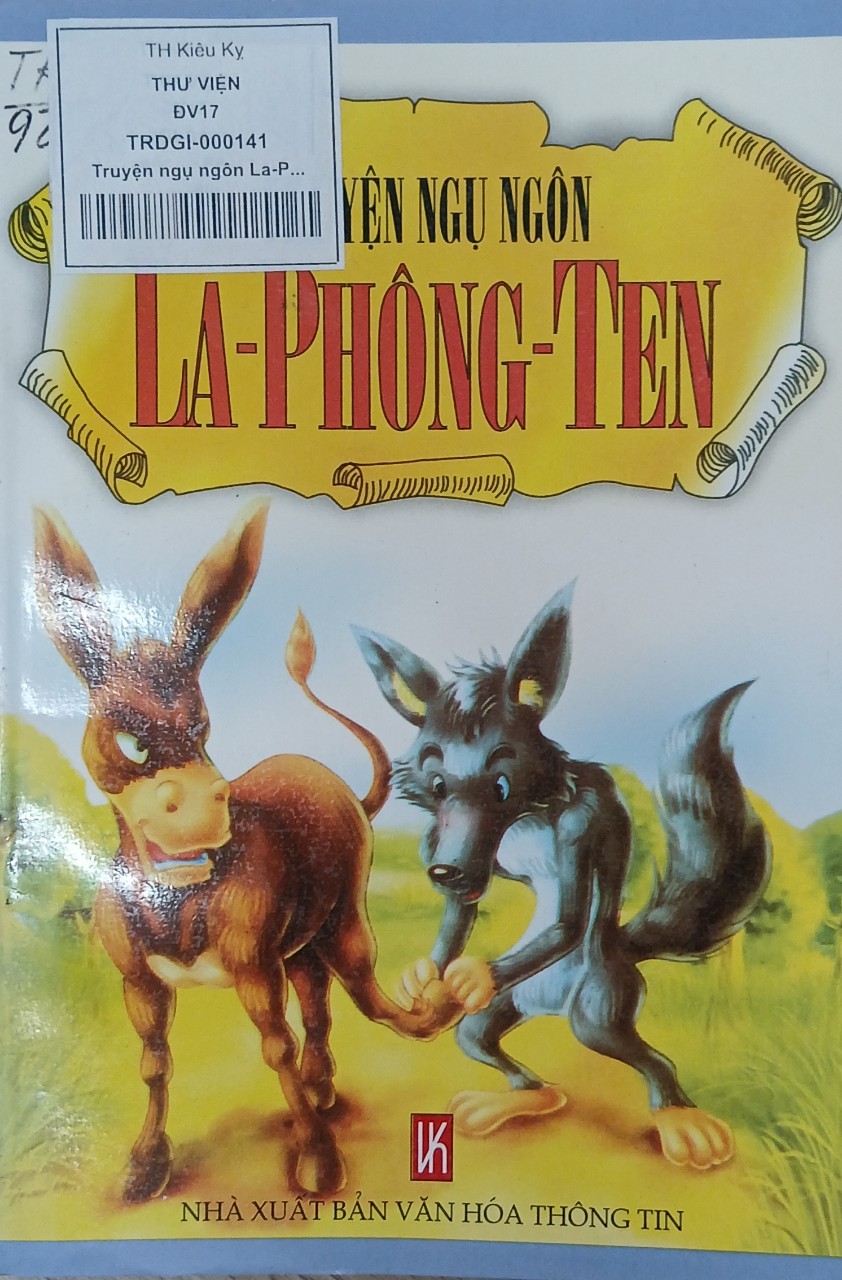 TH Kiêu Kỵ
THƯ VIỆN
ĐV17
TRDGI-000141
Truyện ngụ ngôn La-P...
NGỤ NGÔN
LA-PHÔNG-TEN
VK
NHÀ XUẤT BẢN VĂN HÓA THÔNG TIN